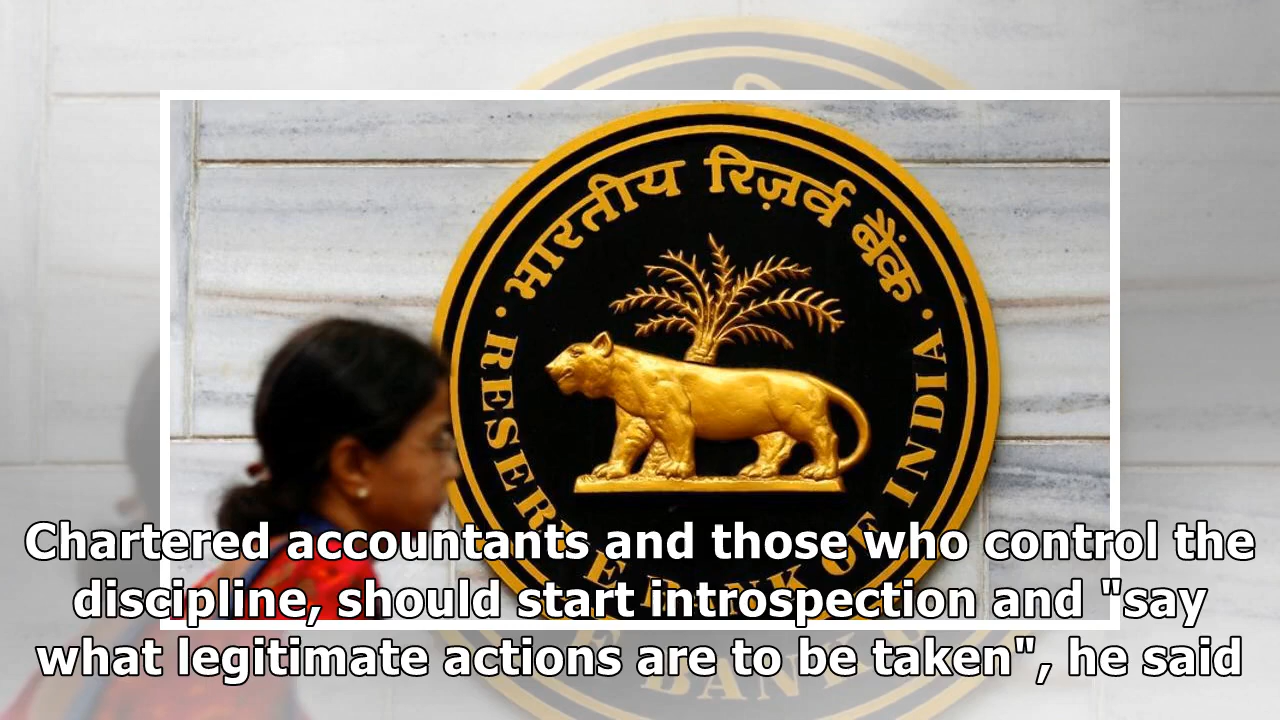 भारतीय रिज़र्व बैंक
RESERVE BANK OF INDIA
Chartered accountants and those who control the
discipline, should start introspection and "say
what legitimate actions are to be taken", he said
BANK